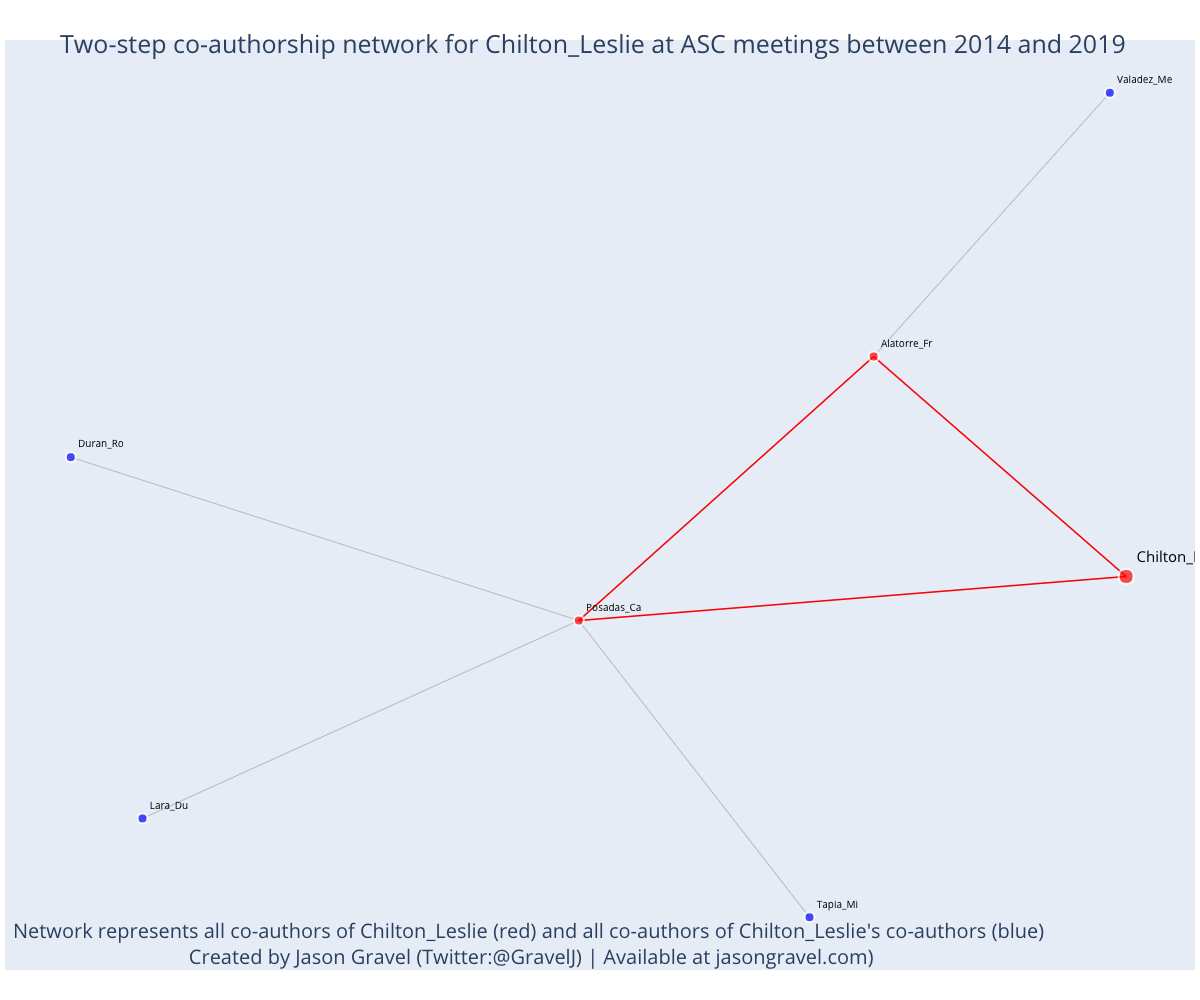 Two-step co-authorship network for Chilton_Leslie at ASC meetings between 2014 and 2019
Valadez_Me
Alatorre_Fr
Duran_Ro
Chilton_
Posadas_Ca
Lara_Du
Tapia_Mi
Network represents all co-authors of Chilton_Leslie (red) and all co-authors of Chilton_Leslie's co-authors (blue)
Created by Jason Gravel (Twitter:@GravelJ) | Available at jasongravel.com)